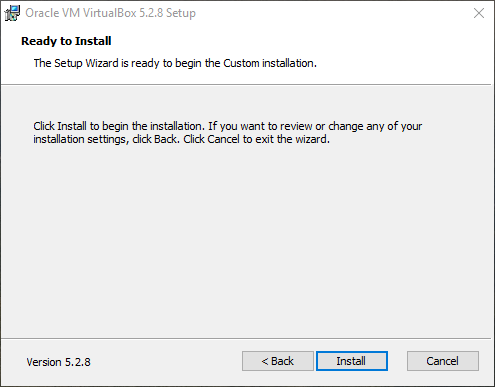 Oracle VM VirtualBox 5.2.8 Setup
Ready to Install
The Setup Wizard is ready to begin the Custom installation.
Click Install to begin the installation. If you want to review or change any of your
installation settings, click Back. Click Cancel to exit the wizard.
Version 5.2.8
< Back
Install
Cancel